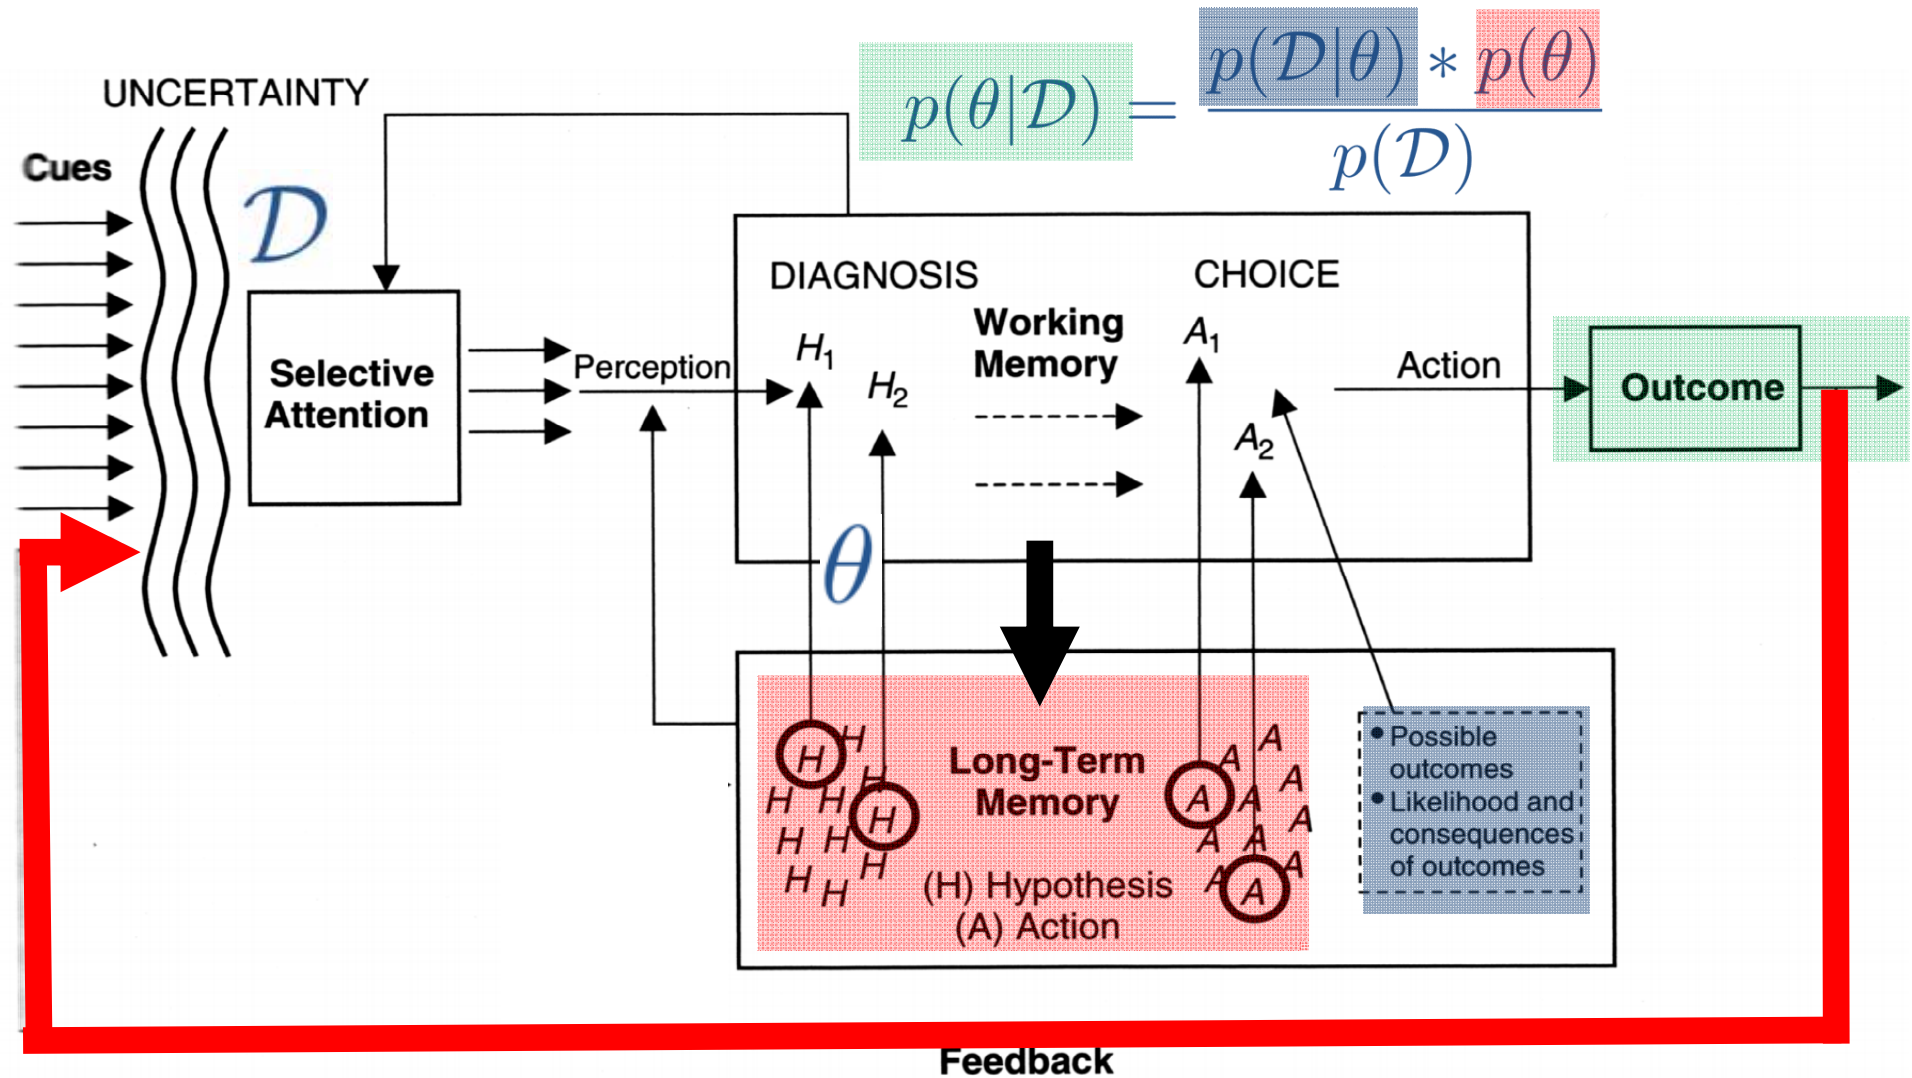 UNCERTAINTY
Cues
𝒟
p(θ|𝒟) = p(𝒟|θ) * p(θ)
p(𝒟)
Selective
Attention
Perception
DIAGNOSIS
H1
H2
Working
Memory
CHOICE
A1
A2
Action
Outcome
θ
H H
H
H H H
H H
H
H H
Long-Term
Memory
(H) Hypothesis
(A) Action
A
A
A
A A
A
A A
A
A A
• Possible
outcomes
• Likelihood and
consequences
of outcomes
Feedback